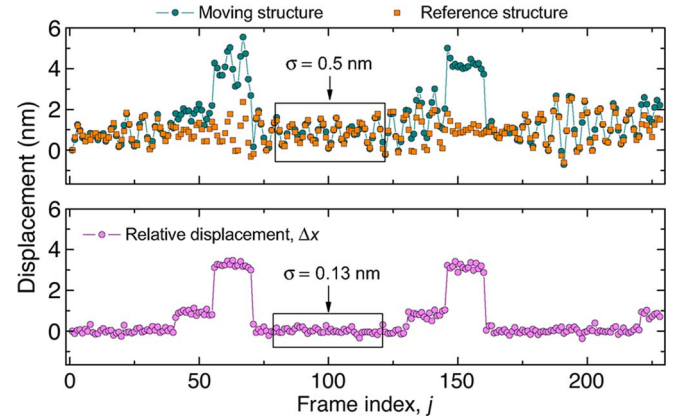 Moving structure Reference structure
6
4
2
0
σ = 0.5 nm
Displacement (nm)
6
4
2
0
Relative displacement, Δx
σ = 0.13 nm
0 50 100 150 200
Frame index, j